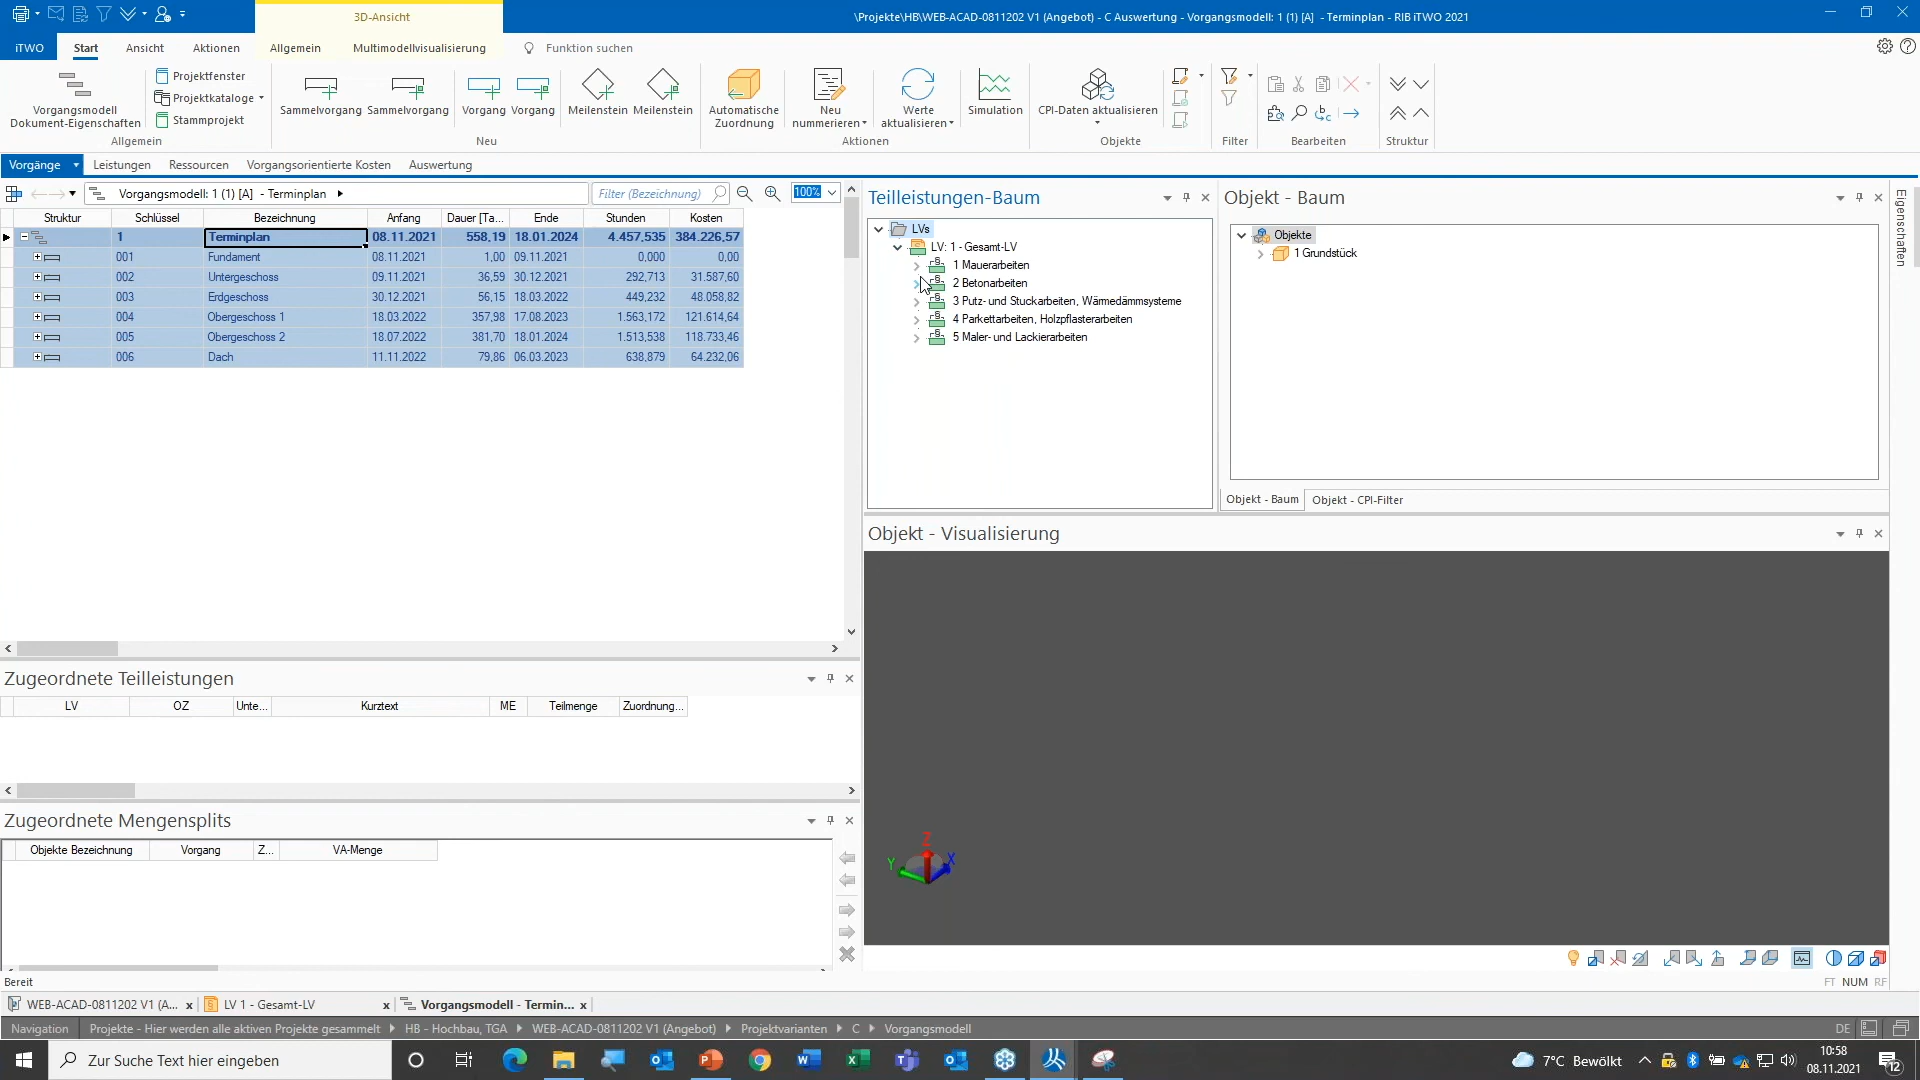 3D-Ansicht
\Projekte\HB\WEB-ACAD-0811202 V1 (Angebot) - C Auswertung - Vorgangsmodell: 1 (1) [A]  - Terminplan - RIB iTWO 2021
iTWO Start Ansicht Aktionen Allgemein Multimodellvisualisierung Funktion suchen
Vorgangsmodell Dokument-Eigenschaften
Projektfenster
Projektkataloge
Stammprojekt
Allgemein
Sammelvorgang Sammelvorgang Vorgang Vorgang Meilenstein Meilenstein
Neu
Automatische Zuordnung
Neu nummerieren
Werte aktualisieren
Simulation
Aktionen
CPI-Daten aktualisieren
Objekte
Filter
Bearbeiten
Struktur
Vorgänge Leistungen Ressourcen Vorgangsorientierte Kosten Auswertung
Vorgangsmodell: 1 (1) [A]  - Terminplan
Filter (Bezeichnung)
100%
Struktur Schlüssel Bezeichnung Anfang Dauer [Ta... Ende Stunden Kosten
1 Terminplan 08.11.2021 558,19 18.01.2024 4.457,535 384.226,57
001 Fundament 08.11.2021 1,00 09.11.2021 0,000 0,00
002 Untergeschoss 09.11.2021 36,59 30.12.2021 292,713 31.587,60
003 Erdgeschoss 30.12.2021 56,15 18.03.2022 449,232 48.058,82
004 Obergeschoss 1 18.03.2022 357,98 17.08.2023 1.563,172 121.614,64
005 Obergeschoss 2 18.07.2022 381,70 18.01.2024 1.513,538 118.733,46
006 Dach 11.11.2022 79,86 06.03.2023 638,879 64.232,06
Teilleistungen-Baum
LVs
LV: 1 - Gesamt-LV
1 Mauerarbeiten
2 Betonarbeiten
3 Putz- und Stuckarbeiten, Wärmedämmsysteme
4 Parkettarbeiten, Holzpflasterarbeiten
5 Maler- und Lackierarbeiten
Objekt - Baum
Objekte
1 Grundstück
Objekt - Baum Objekt - CPI-Filter
Eigenschaften
Objekt - Visualisierung
Z
Y
X
Zugeordnete Teilleistungen
LV OZ Unte... Kurztext ME Teilmenge Zuordnung...
Zugeordnete Mengensplits
Objekte Bezeichnung Vorgang Z... VA-Menge
Bereit
FT NUM RF
WEB-ACAD-0811202 V1 (A... x LV 1 - Gesamt-LV x Vorgangsmodell - Termin... x
Navigation Projekte - Hier werden alle aktiven Projekte gesammelt HB - Hochbau, TGA WEB-ACAD-0811202 V1 (Angebot) Projektvarianten C Vorgangsmodell DE
Zur Suche Text hier eingeben
7°C Bewölkt
10:58
08.11.2021
12